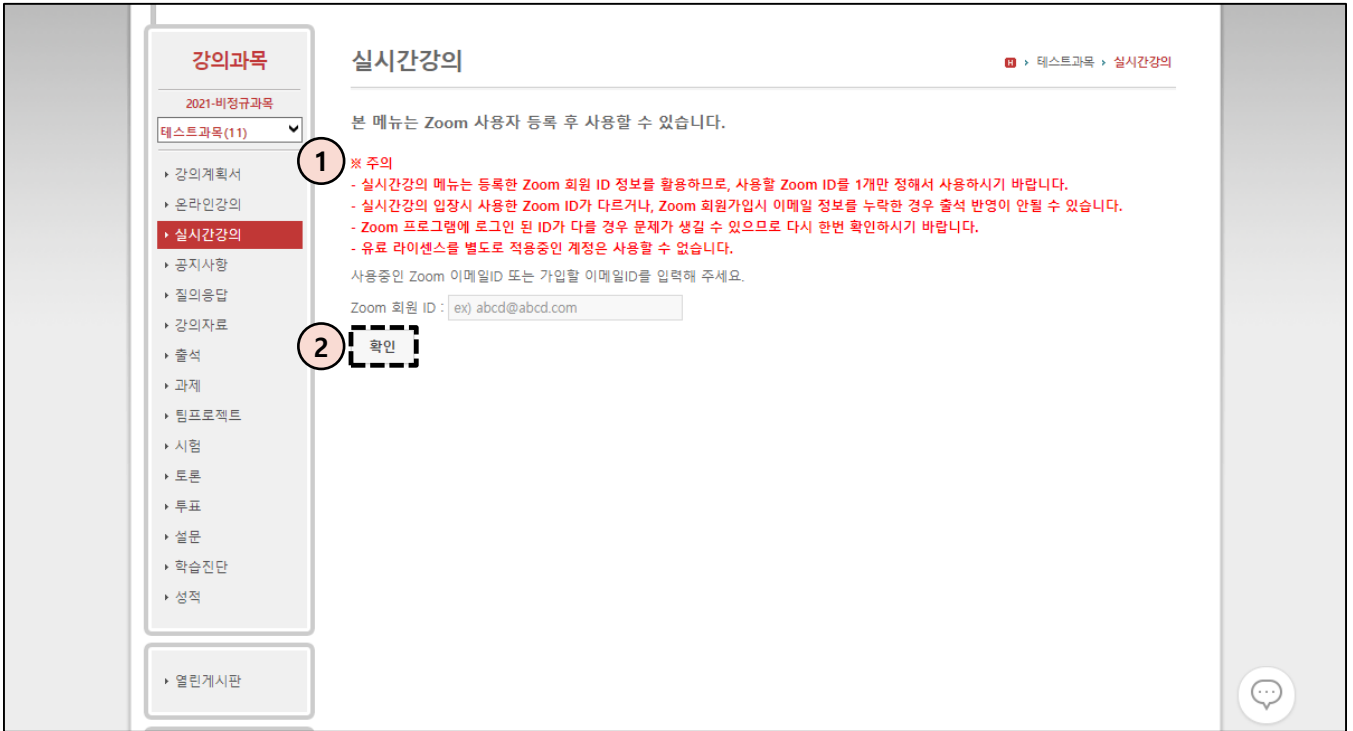 강의과목
2021-비정규과목
테스트과목(11)
강의계획서
온라인강의
실시간강의
공지사항
질의응답
강의자료
출석
과제
팀프로젝트
시험
토론
투표
설문
학습진단
성적
열린게시판
실시간강의
H › 테스트과목 › 실시간강의
본 메뉴는 Zoom 사용자 등록 후 사용할 수 있습니다.
1
※ 주의
- 실시간강의 메뉴는 등록한 Zoom 회원 ID 정보를 활용하므로, 사용할 Zoom ID를 1개만 정해서 사용하시기 바랍니다.
- 실시간강의 입장시 사용한 Zoom ID가 다르거나, Zoom 회원가입시 이메일 정보를 누락한 경우 출석 반영이 안될 수 있습니다.
- Zoom 프로그램에 로그인 된 ID가 다를 경우 문제가 생길 수 있으므로 다시 한번 확인하시기 바랍니다.
- 유료 라이센스를 별도로 적용중인 계정은 사용할 수 없습니다.
사용중인 Zoom 이메일ID 또는 가입할 이메일ID를 입력해 주세요.
Zoom 회원 ID : ex) abcd@abcd.com
2 확인